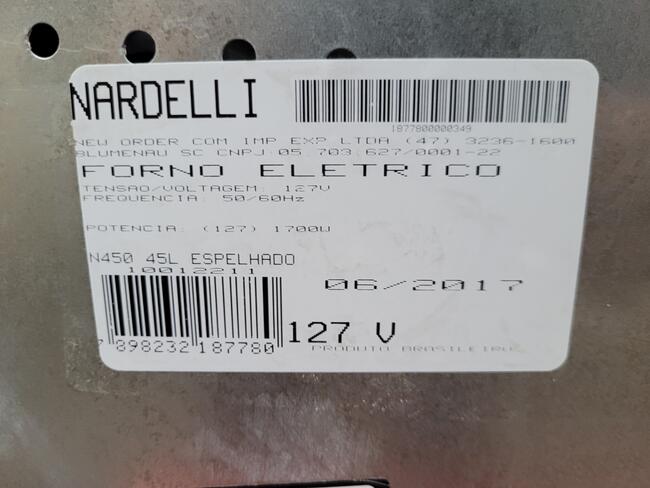 NARDELLI
1877800000349
NEW ORDER COM IMP EXP LTDA (47) 3236-1600
BLUMENAU SC CNPJ:05.703.627/0001-22
FORNO ELETRICO
TENSAO/VOLTAGEM: 127V
FREQUENCIA: 50/60Hz
POTENCIA: (127) 1700W
N450 45L ESPELHADO
10012211
06/2017
7 898232 187780
127 V
PRODUTO BRASILEIRO